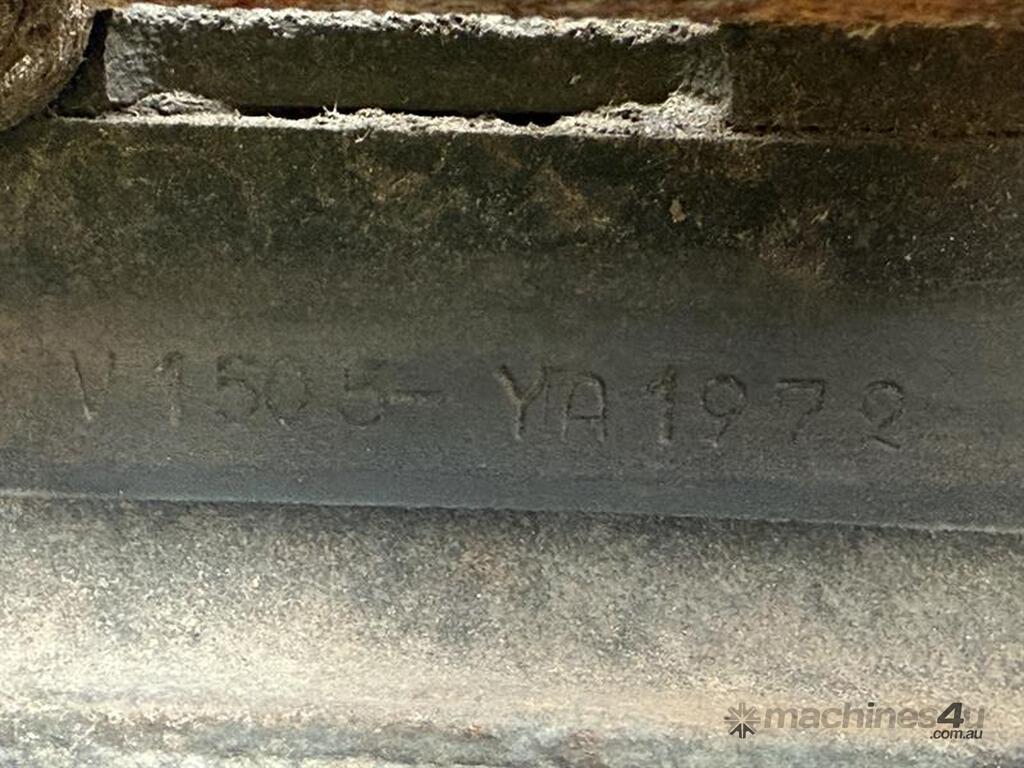 V1505- YA1972
machines4u
.com.au